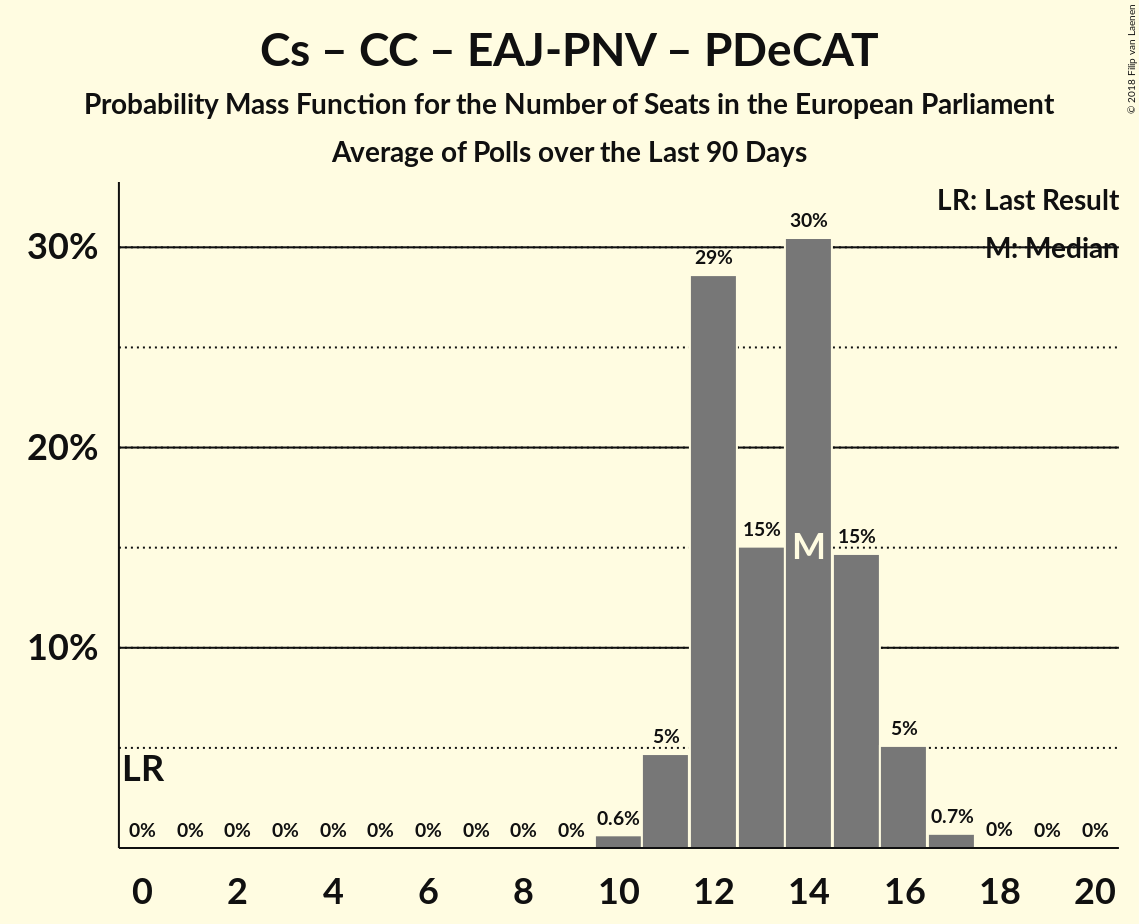 Cs – CC – EAJ-PNV – PDeCAT
Probability Mass Function for the Number of Seats in the European Parliament
Average of Polls over the Last 90 Days
© 2018 Filip van Laenen
LR: Last Result
M: Median
30%
20%
10%
30%
29%
15%
M
15%
5%
5%
LR
0% 0% 0% 0% 0% 0% 0% 0% 0% 0% 0.6% 0.7% 0% 0% 0%
0 2 4 6 8 10 12 14 16 18 20